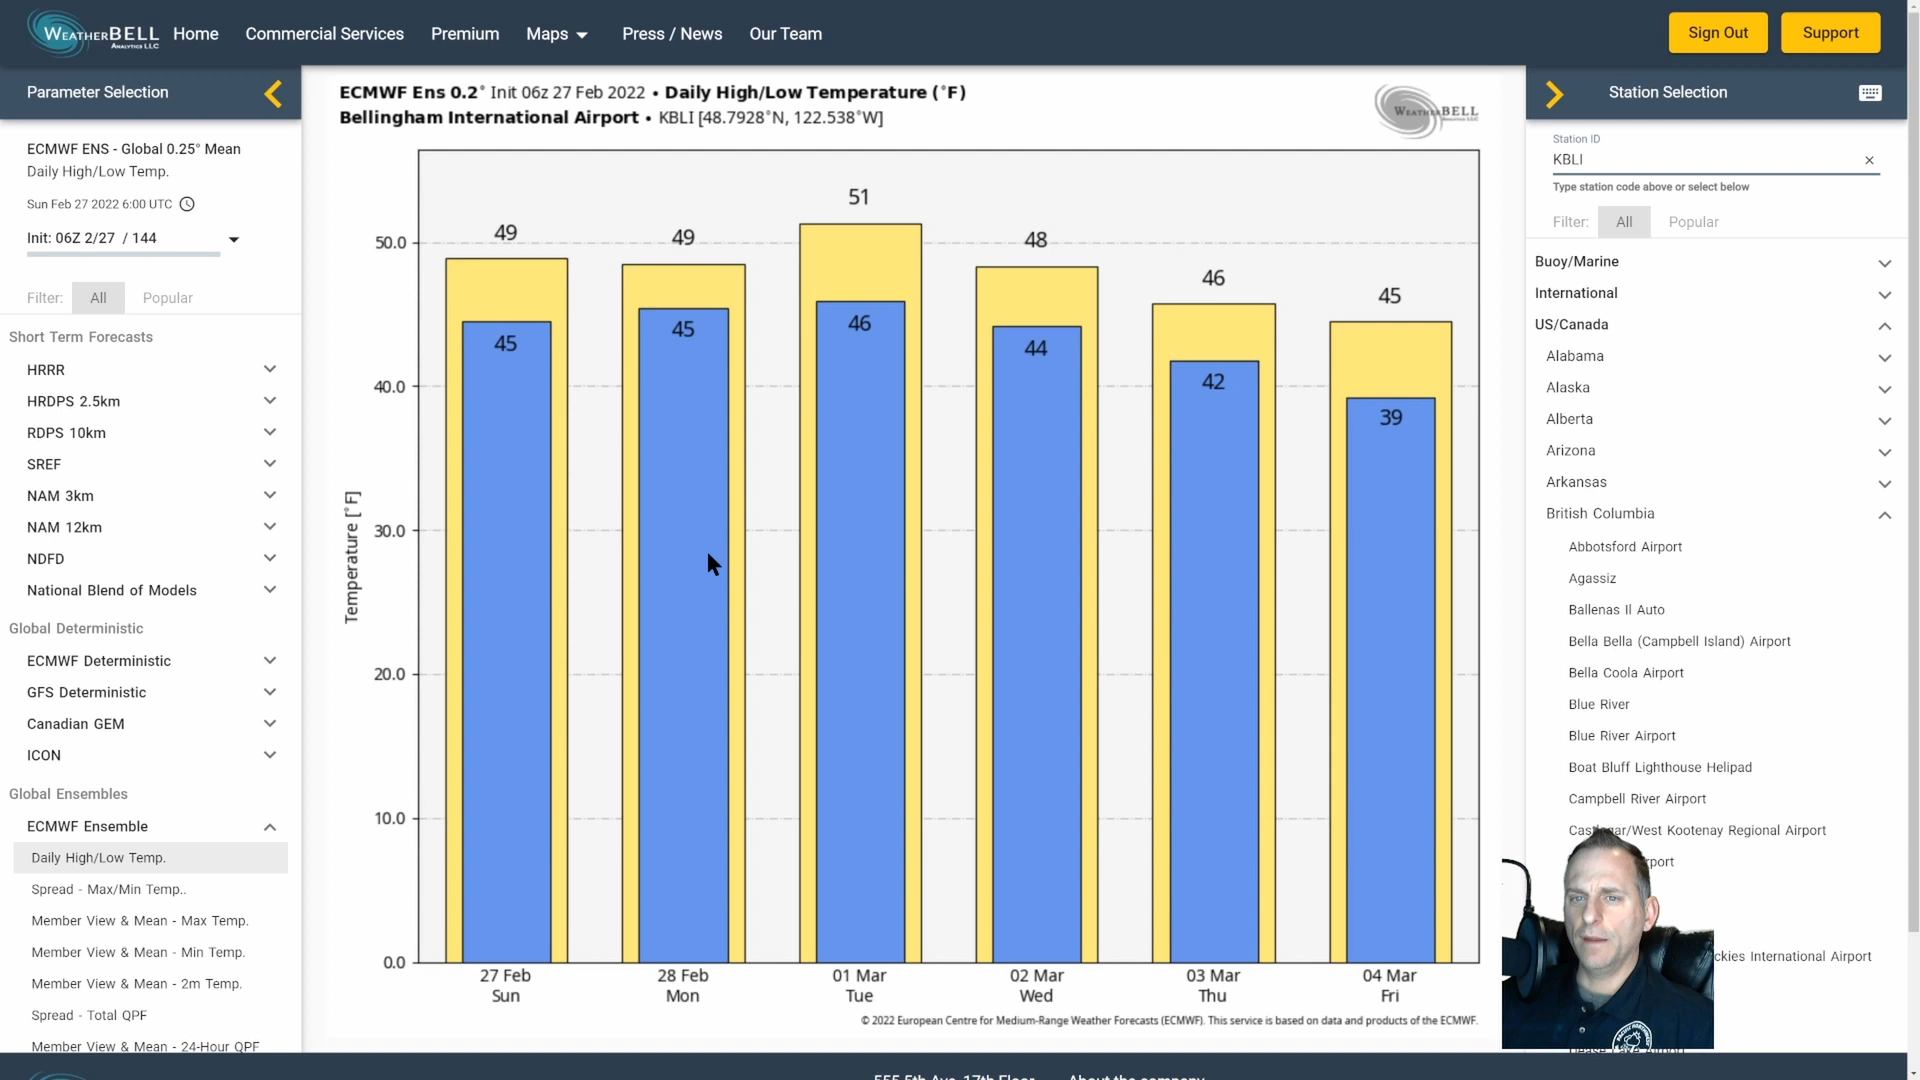 WEATHERBELL
ANALYTICS LLC
Home
Commercial Services
Premium
Maps
Press / News
Our Team
Sign Out
Support
Parameter Selection
ECMWF ENS - Global 0.25° Mean
Daily High/Low Temp.
Sun Feb 27 2022 6:00 UTC
Init: 06Z 2/27 / 144
Filter: All Popular
Short Term Forecasts
HRRR
HRDPS 2.5km
RDPS 10km
SREF
NAM 3km
NAM 12km
NDFD
National Blend of Models
Global Deterministic
ECMWF Deterministic
GFS Deterministic
Canadian GEM
ICON
Global Ensembles
ECMWF Ensemble
Daily High/Low Temp.
Spread - Max/Min Temp..
Member View & Mean - Max Temp.
Member View & Mean - Min Temp.
Member View & Mean - 2m Temp.
Spread - Total QPF
Member View & Mean - 24-Hour QPF
ECMWF Ens 0.2° Init 06z 27 Feb 2022 • Daily High/Low Temperature (°F)
Bellingham International Airport • KBLI [48.7928°N, 122.538°W]
WEATHERBELL
Temperature [°F]
50.0
40.0
30.0
20.0
10.0
0.0
49
49
51
48
46
45
45
45
46
44
42
39
27 Feb
Sun
28 Feb
Mon
01 Mar
Tue
02 Mar
Wed
03 Mar
Thu
04 Mar
Fri
© 2022 European Centre for Medium-Range Weather Forecasts (ECMWF). This service is based on data and products of the ECMWF.
Station Selection
Station ID
KBLI
Type station code above or select below
Filter: All Popular
Buoy/Marine
International
US/Canada
Alabama
Alaska
Alberta
Arizona
Arkansas
British Columbia
Abbotsford Airport
Agassiz
Ballenas Il Auto
Bella Bella (Campbell Island) Airport
Bella Coola Airport
Blue River
Blue River Airport
Boat Bluff Lighthouse Helipad
Campbell River Airport
Castlegar/West Kootenay Regional Airport
ckies International Airport
555 5th Ave, 17th Floor
About the company